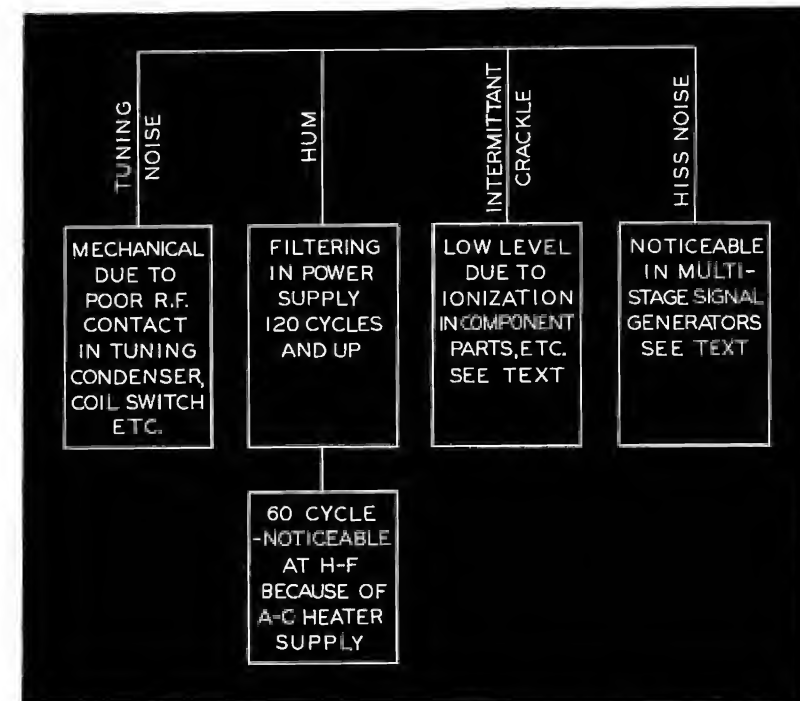 TUNING
NOISE
MECHANICAL
DUE TO
POOR R.F.
CONTACT
IN TUNING
CONDENSER,
COIL SWITCH
ETC.
HUM
FILTERING
IN POWER
SUPPLY
120 CYCLES
AND UP
60 CYCLE
-NOTICEABLE
AT H-F
BECAUSE OF
A-C HEATER
SUPPLY
INTERMITTANT
CRACKLE
LOW LEVEL
DUE TO
IONIZATION
IN COMPONENT
PARTS, ETC.
SEE TEXT
HISS NOISE
NOTICEABLE
IN MULTI-
STAGE SIGNAL
GENERATORS
SEE TEXT